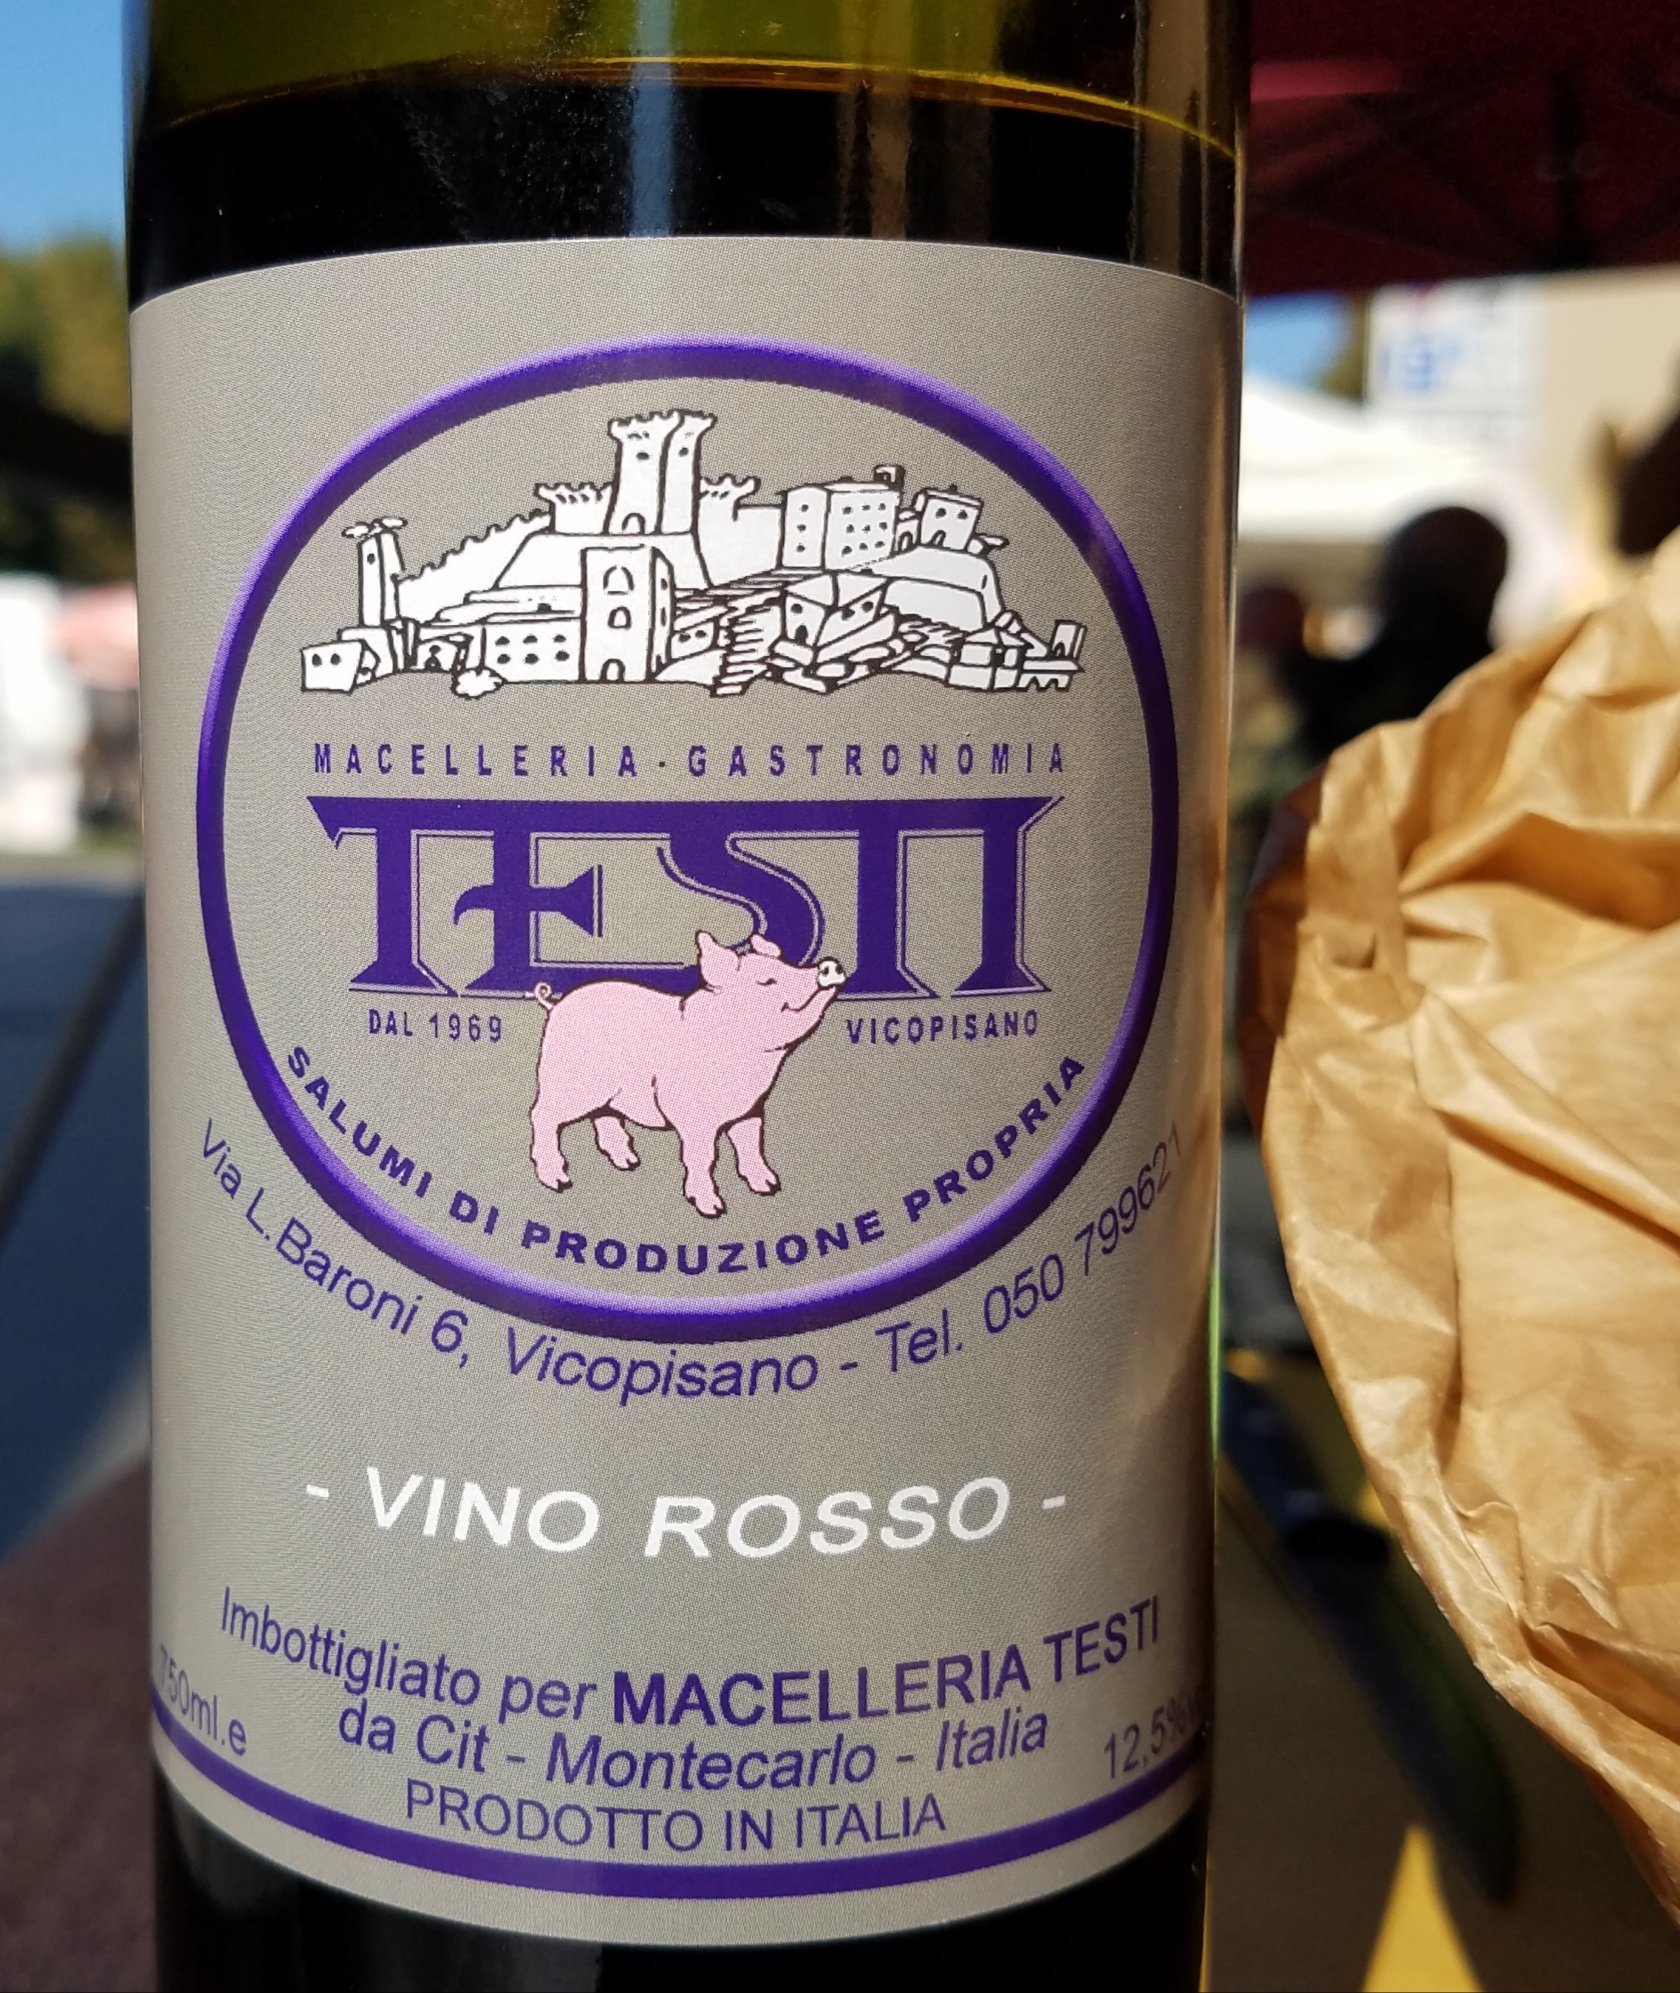 MACELLERIA - GASTRONOMIA
TESTI
DAL 1969
VICOPISANO
SALUMI DI PRODUZIONE PROPRIA
Via L. Baroni 6, Vicopisano - Tel. 050 799621
- VINO ROSSO -
Imbottigliato per MACELLERIA TESTI
da Cit - Montecarlo - Italia
750ml.e
12,5%
PRODOTTO IN ITALIA